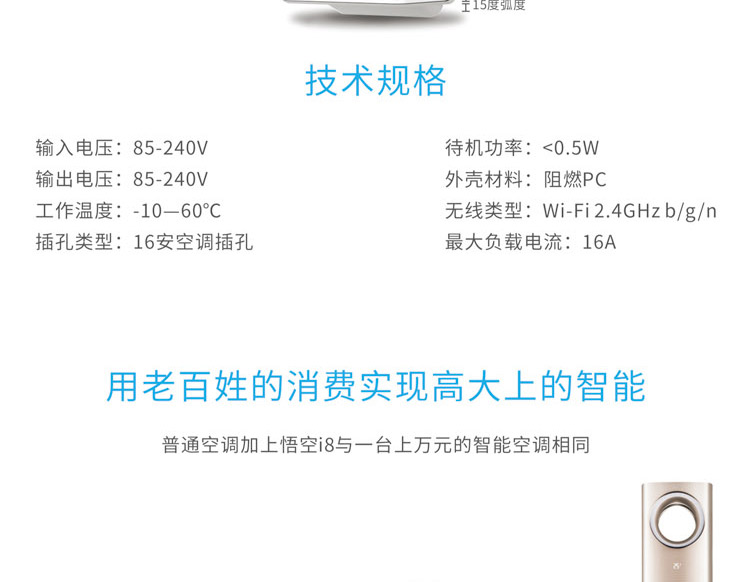 15度弧度
技术规格
输入电压：85-240V
输出电压：85-240V
工作温度：-10—60℃
插孔类型：16安空调插孔
待机功率：<0.5W
外壳材料：阻燃PC
无线类型：Wi-Fi 2.4GHz b/g/n
最大负载电流：16A
用老百姓的消费实现高大上的智能
普通空调加上悟空i8与一台上万元的智能空调相同